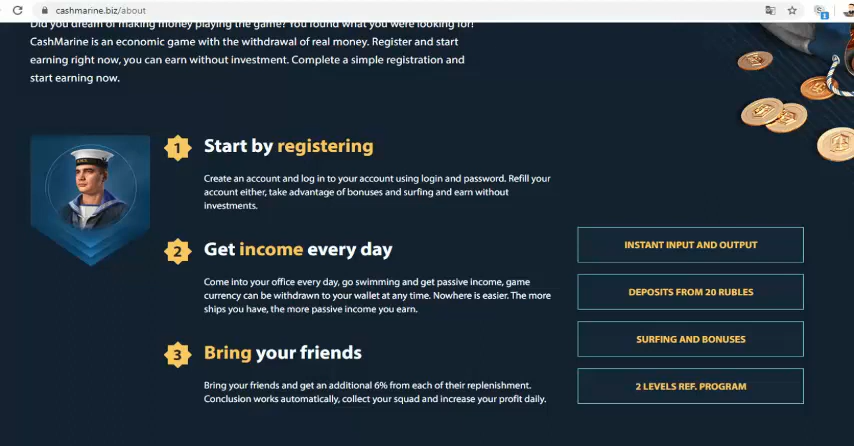 cashmarine.biz/about
Did you dream of making money playing the game? You found what you were looking for!
CashMarine is an economic game with the withdrawal of real money. Register and start
earning right now, you can earn without investment. Complete a simple registration and
start earning now.
1
Start by registering
Create an account and log in to your account using login and password. Refill your
account either, take advantage of bonuses and surfing and earn without
investments.
2
Get income every day
Come into your office every day, go swimming and get passive income, game
currency can be withdrawn to your wallet at any time. Nowhere is easier. The more
ships you have, the more passive income you earn.
3
Bring your friends
Bring your friends and get an additional 6% from each of their replenishment.
Conclusion works automatically, collect your squad and increase your profit daily.
INSTANT INPUT AND OUTPUT
DEPOSITS FROM 20 RUBLES
SURFING AND BONUSES
2 LEVELS REF. PROGRAM